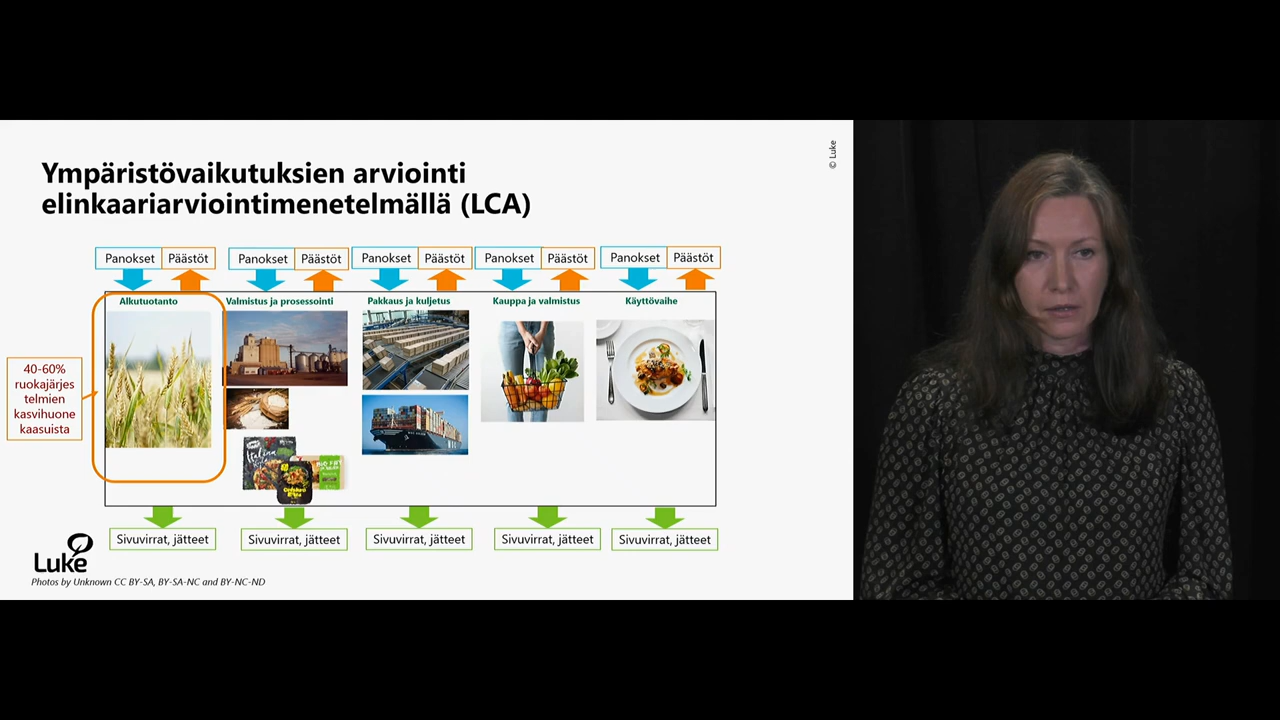 © Luke
Ympäristövaikutuksien arviointi
elinkaariarviointimenetelmällä (LCA)
Panokset Päästöt Panokset Päästöt Panokset Päästöt Panokset Päästöt Panokset Päästöt
Alkutuotanto Valmistus ja prosessointi Pakkaus ja kuljetus Kauppa ja valmistus Käyttövaihe
40-60%
ruokajärjes
telmien
kasvihuone
kaasuista
Sivuvirrat, jätteet Sivuvirrat, jätteet Sivuvirrat, jätteet Sivuvirrat, jätteet Sivuvirrat, jätteet
Luke
Photos by Unknown CC BY-SA, BY-SA-NC and BY-NC-ND